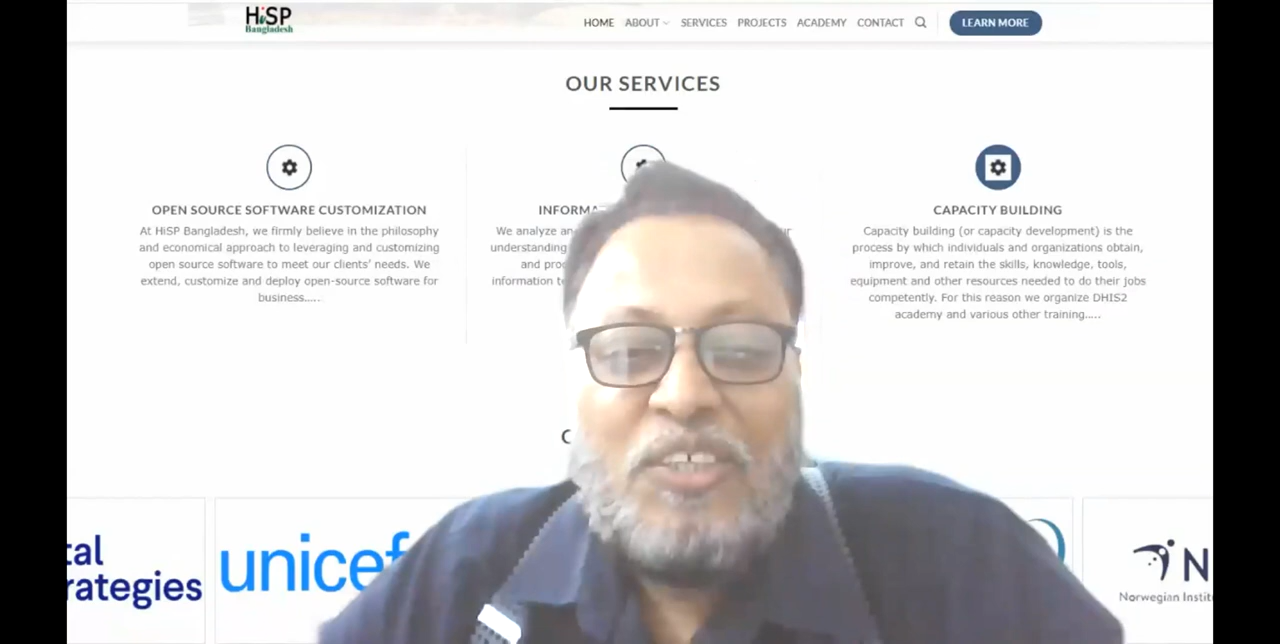 HiSP
Bangladesh
HOME ABOUT SERVICES PROJECTS ACADEMY CONTACT LEARN MORE
OUR SERVICES
OPEN SOURCE SOFTWARE CUSTOMIZATION
At HiSP Bangladesh, we firmly believe in the philosophy
and economical approach to leveraging and customizing
open source software to meet our clients' needs. We
extend, customize and deploy open-source software for
business.....
INFORMA
We analyze an
understanding
and pro
information t
CAPACITY BUILDING
Capacity building (or capacity development) is the
process by which individuals and organizations obtain,
improve, and retain the skills, knowledge, tools,
equipment and other resources needed to do their jobs
competently. For this reason we organize DHIS2
academy and various other training.....
tal
rategies
unicef
N
Norwegian Instit